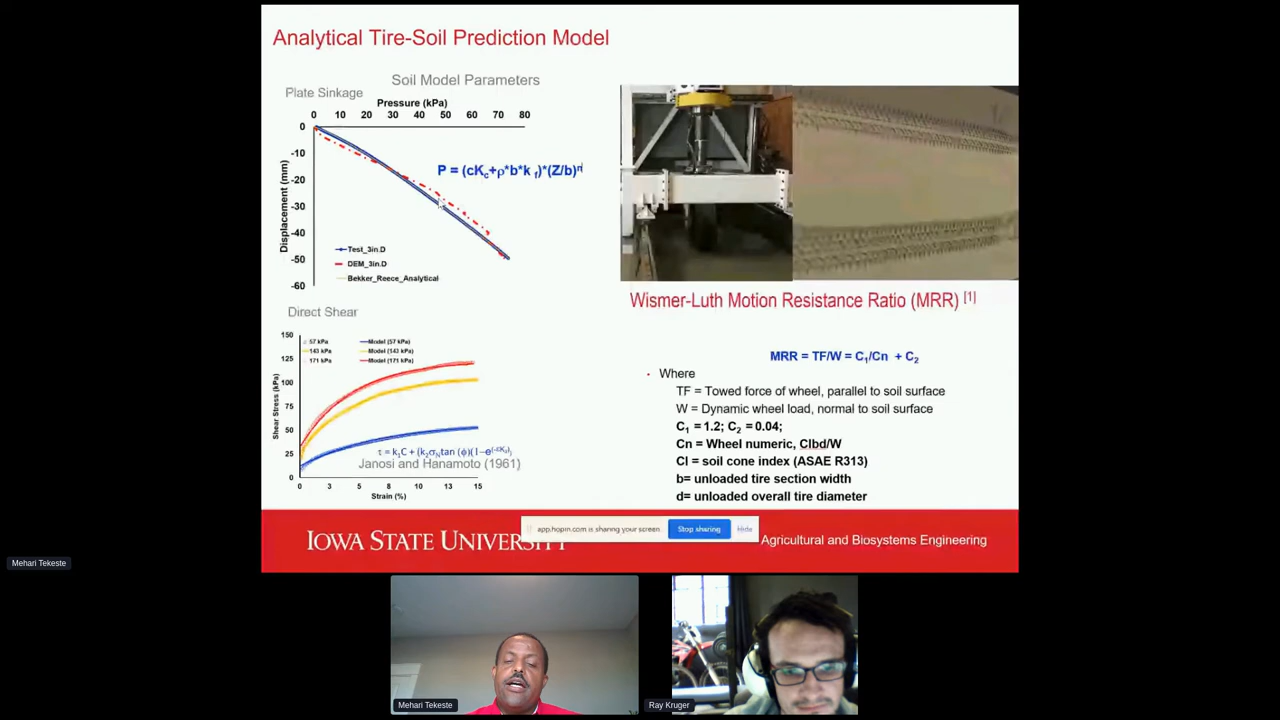 Analytical Tire-Soil Prediction Model
Soil Model Parameters
Plate Sinkage
Pressure (kPa)
0 10 20 30 40 50 60 70 80
0
-10
-20
-30
-40
-50
-60
Displacement (mm)
P = (cKc+ρ*b*k f)*(Z/b)n
Test_3in.D
DEM_3in.D
Bekker_Reece_Analytical
Direct Shear
150
125
100
75
50
25
0
Shear Stress (kPa)
57 kPa Model (57 kPa)
143 kPa Model (143 kPa)
171 kPa Model (171 kPa)
Janosi and Hanamoto (1961)
0 3 5 8 10 13 15
Strain (%)
Wismer-Luth Motion Resistance Ratio (MRR) [1]
MRR = TF/W = C1/Cn + C2
Where
TF = Towed force of wheel, parallel to soil surface
W = Dynamic wheel load, normal to soil surface
C1 = 1.2; C2 = 0.04;
Cn = Wheel numeric, CIbd/W
CI = soil cone index (ASAE R313)
b= unloaded tire section width
d= unloaded overall tire diameter
app.hopin.com is sharing your screen. Stop sharing Hide
IOWA STATE UNIVERSITY
Agricultural and Biosystems Engineering
Mehari Tekeste
Mehari Tekeste
Ray Kruger